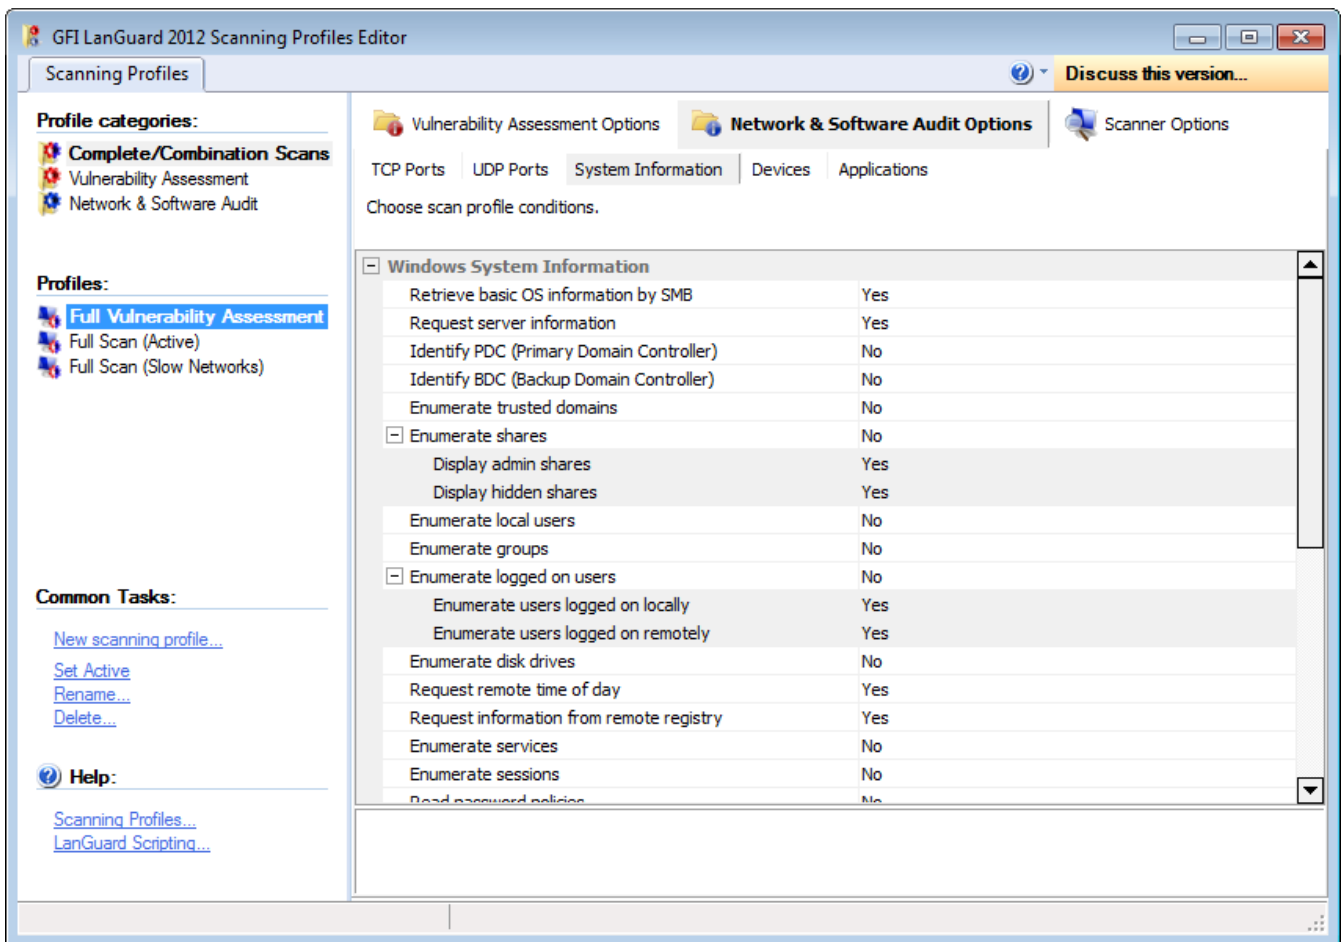 GFI LanGuard 2012 Scanning Profiles Editor
Scanning Profiles
Discuss this version...
Profile categories:
Complete/Combination Scans
Vulnerability Assessment
Network & Software Audit
Profiles:
Full Vulnerability Assessment
Full Scan (Active)
Full Scan (Slow Networks)
Common Tasks:
New scanning profile...
Set Active
Rename...
Delete...
Help:
Scanning Profiles...
LanGuard Scripting...
Vulnerability Assessment Options Network & Software Audit Options Scanner Options
TCP Ports UDP Ports System Information Devices Applications
Choose scan profile conditions.
Windows System Information
Retrieve basic OS information by SMB Yes
Request server information Yes
Identify PDC (Primary Domain Controller) No
Identify BDC (Backup Domain Controller) No
Enumerate trusted domains No
Enumerate shares No
Display admin shares Yes
Display hidden shares Yes
Enumerate local users No
Enumerate groups No
Enumerate logged on users No
Enumerate users logged on locally Yes
Enumerate users logged on remotely Yes
Enumerate disk drives No
Request remote time of day Yes
Request information from remote registry Yes
Enumerate services No
Enumerate sessions No
Read password policies No